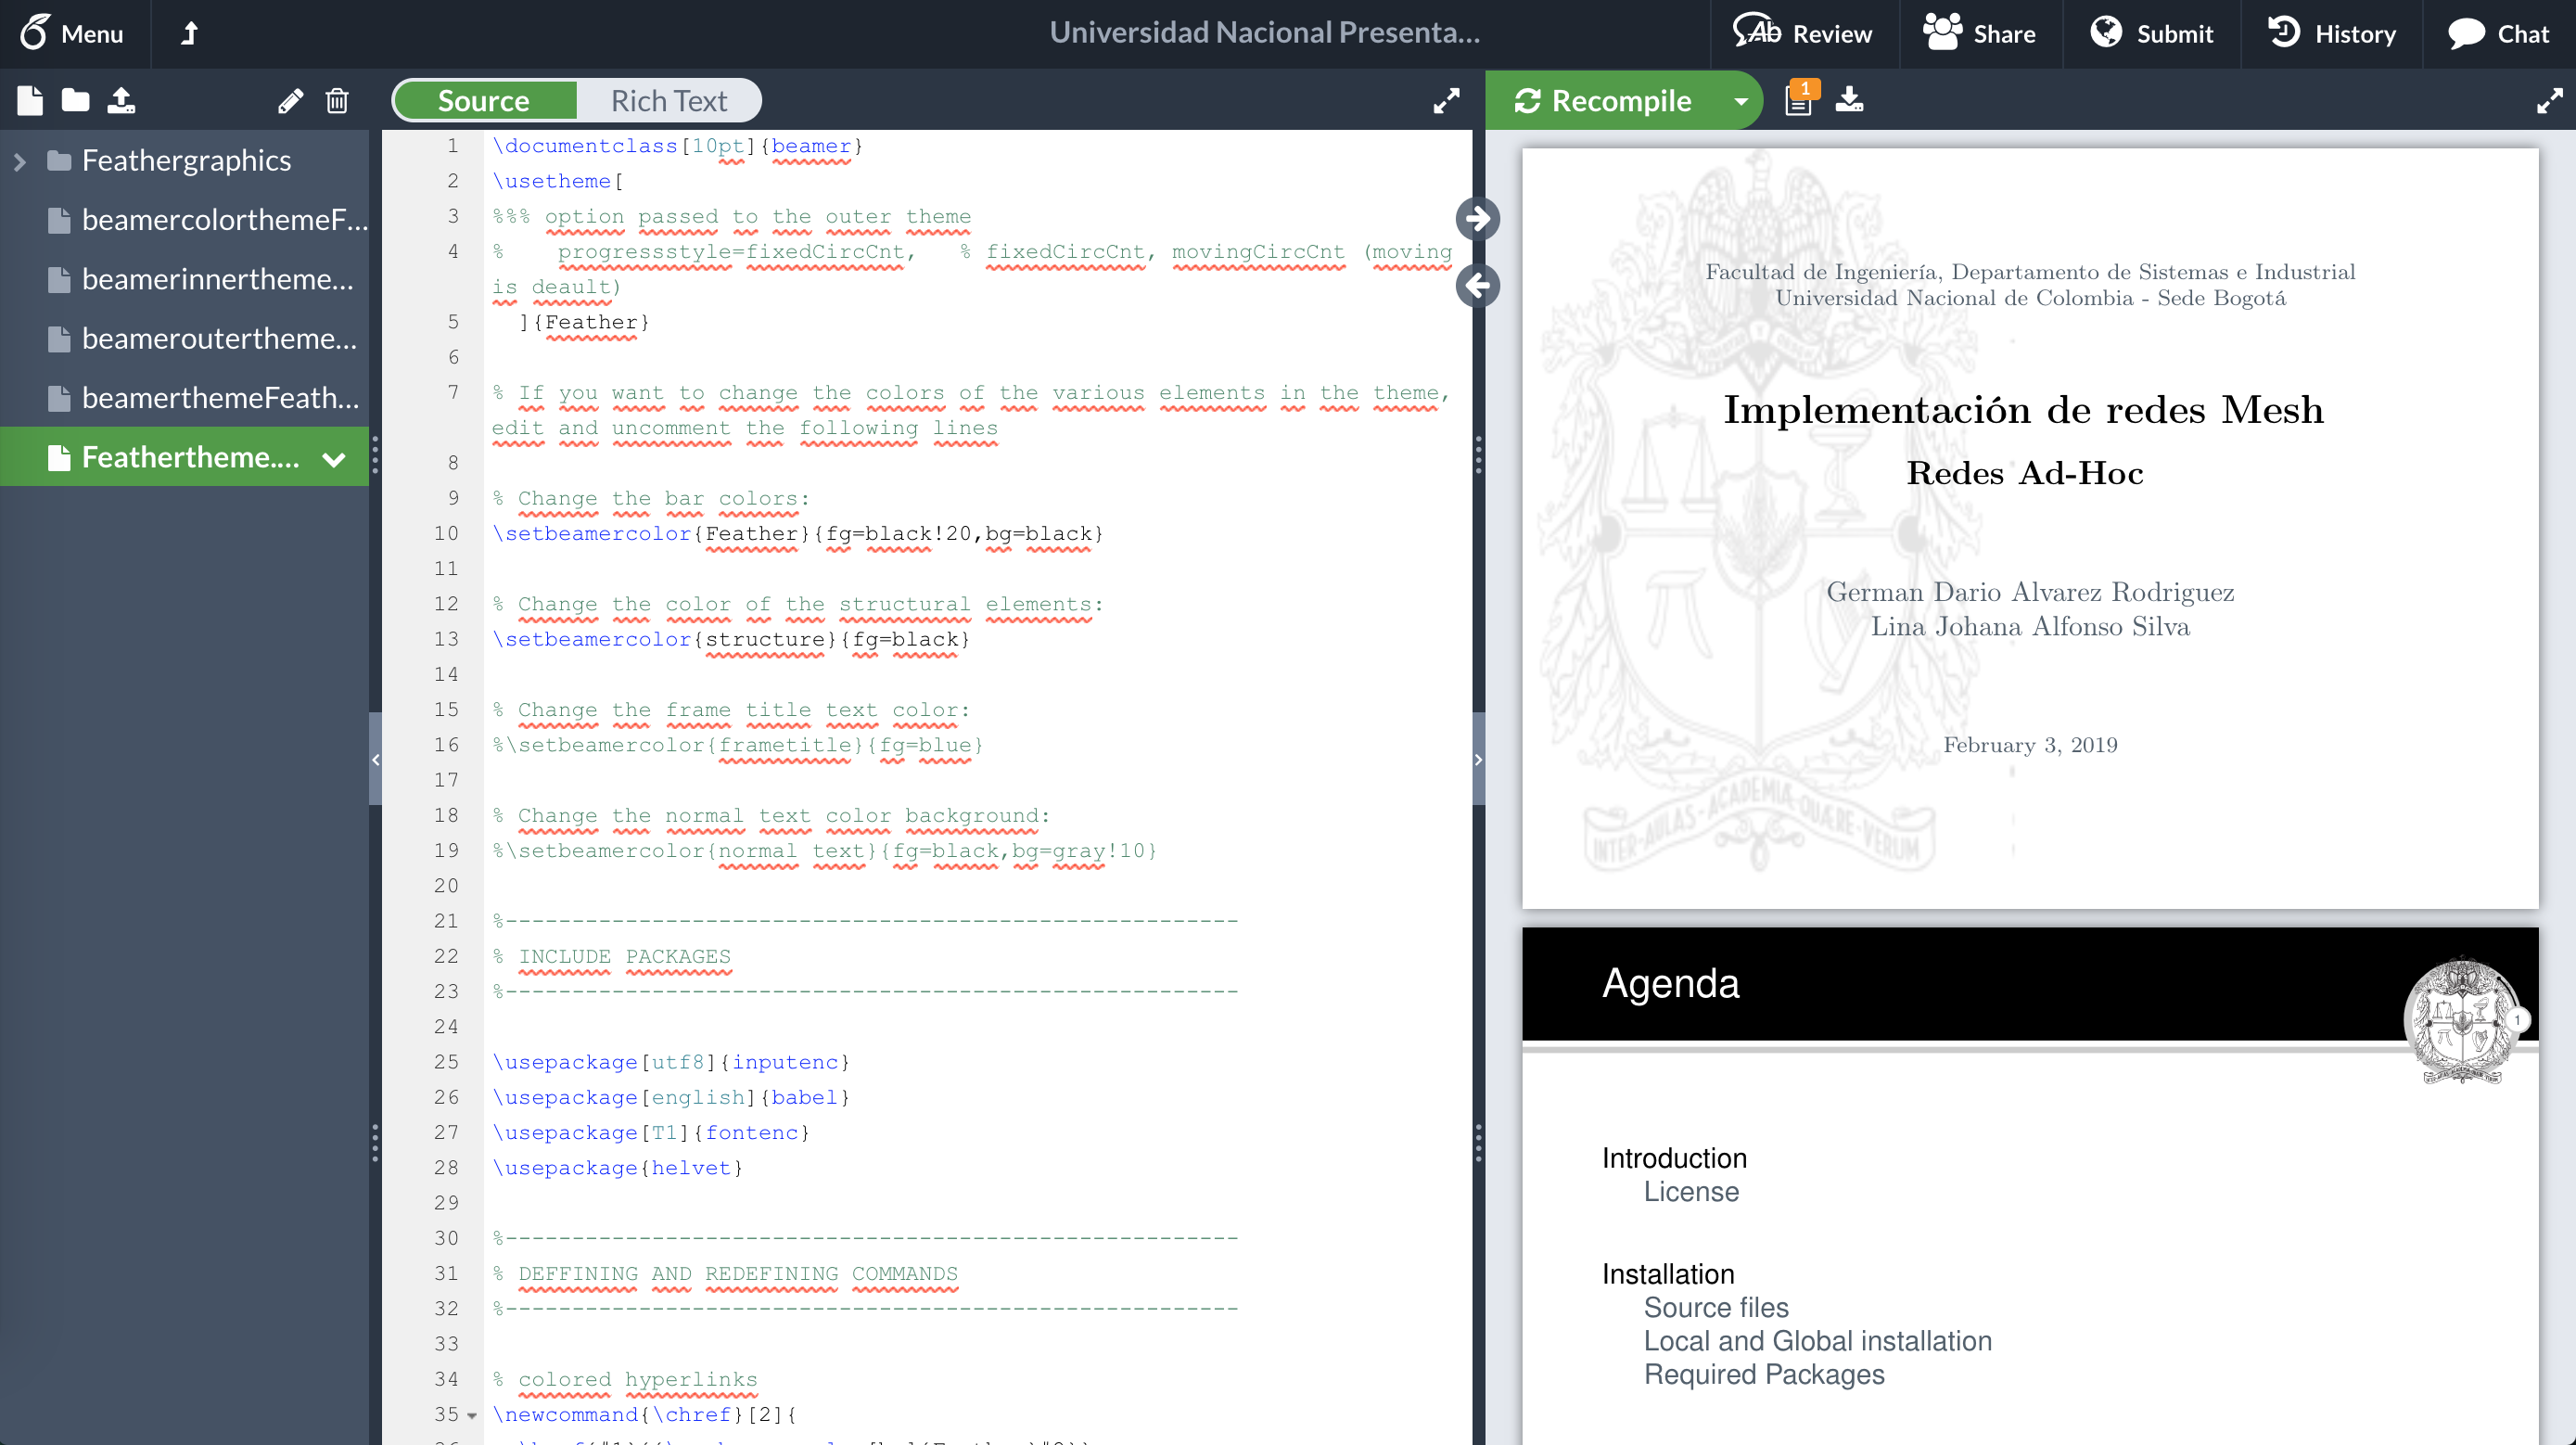 Menu
Universidad Nacional Presenta...
Review
Share
Submit
History
Chat
Source
Rich Text
Recompile
1
Feathergraphics
beamercolorthemeF...
beamerinnertheme...
beameroutertheme...
beamerthemeFeath...
Feathertheme....
1 \documentclass[10pt]{beamer}
2 \usetheme[
3 %%% option passed to the outer theme
4 %    progressstyle=fixedCircCnt,   % fixedCircCnt, movingCircCnt (moving
is deault)
5   ]{Feather}
6
7 % If you want to change the colors of the various elements in the theme,
edit and uncomment the following lines
8
9 % Change the bar colors:
10 \setbeamercolor{Feather}{fg=black!20,bg=black}
11
12 % Change the color of the structural elements:
13 \setbeamercolor{structure}{fg=black}
14
15 % Change the frame title text color:
16 %\setbeamercolor{frametitle}{fg=blue}
17
18 % Change the normal text color background:
19 %\setbeamercolor{normal text}{fg=black,bg=gray!10}
20
21 %-------------------------------------------------------
22 % INCLUDE PACKAGES
23 %-------------------------------------------------------
24
25 \usepackage[utf8]{inputenc}
26 \usepackage[english]{babel}
27 \usepackage[T1]{fontenc}
28 \usepackage{helvet}
29
30 %-------------------------------------------------------
31 % DEFFINING AND REDEFINING COMMANDS
32 %-------------------------------------------------------
33
34 % colored hyperlinks
35 \newcommand{\chref}[2]{
Facultad de Ingeniería, Departamento de Sistemas e Industrial
Universidad Nacional de Colombia - Sede Bogotá
Implementación de redes Mesh
Redes Ad-Hoc
German Dario Alvarez Rodriguez
Lina Johana Alfonso Silva
February 3, 2019
INTER·AULAS·ACADEMIÆ·QUÆRE·VERUM
Agenda
1
Introduction
License
Installation
Source files
Local and Global installation
Required Packages